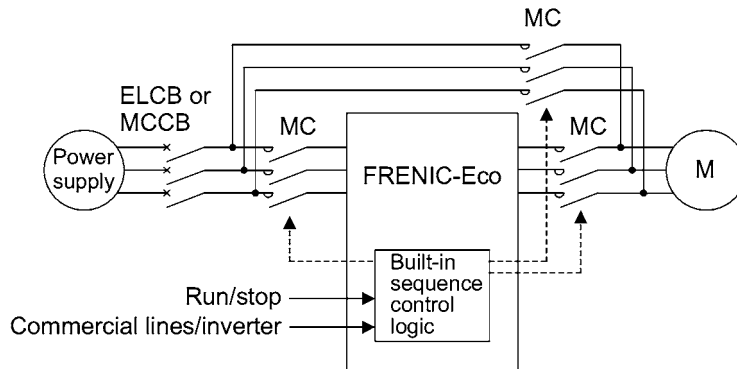 MC
ELCB or
MCCB
MC
MC
Power
supply
FRENIC-Eco
M
Built-in
sequence
control
logic
Run/stop
Commercial lines/inverter